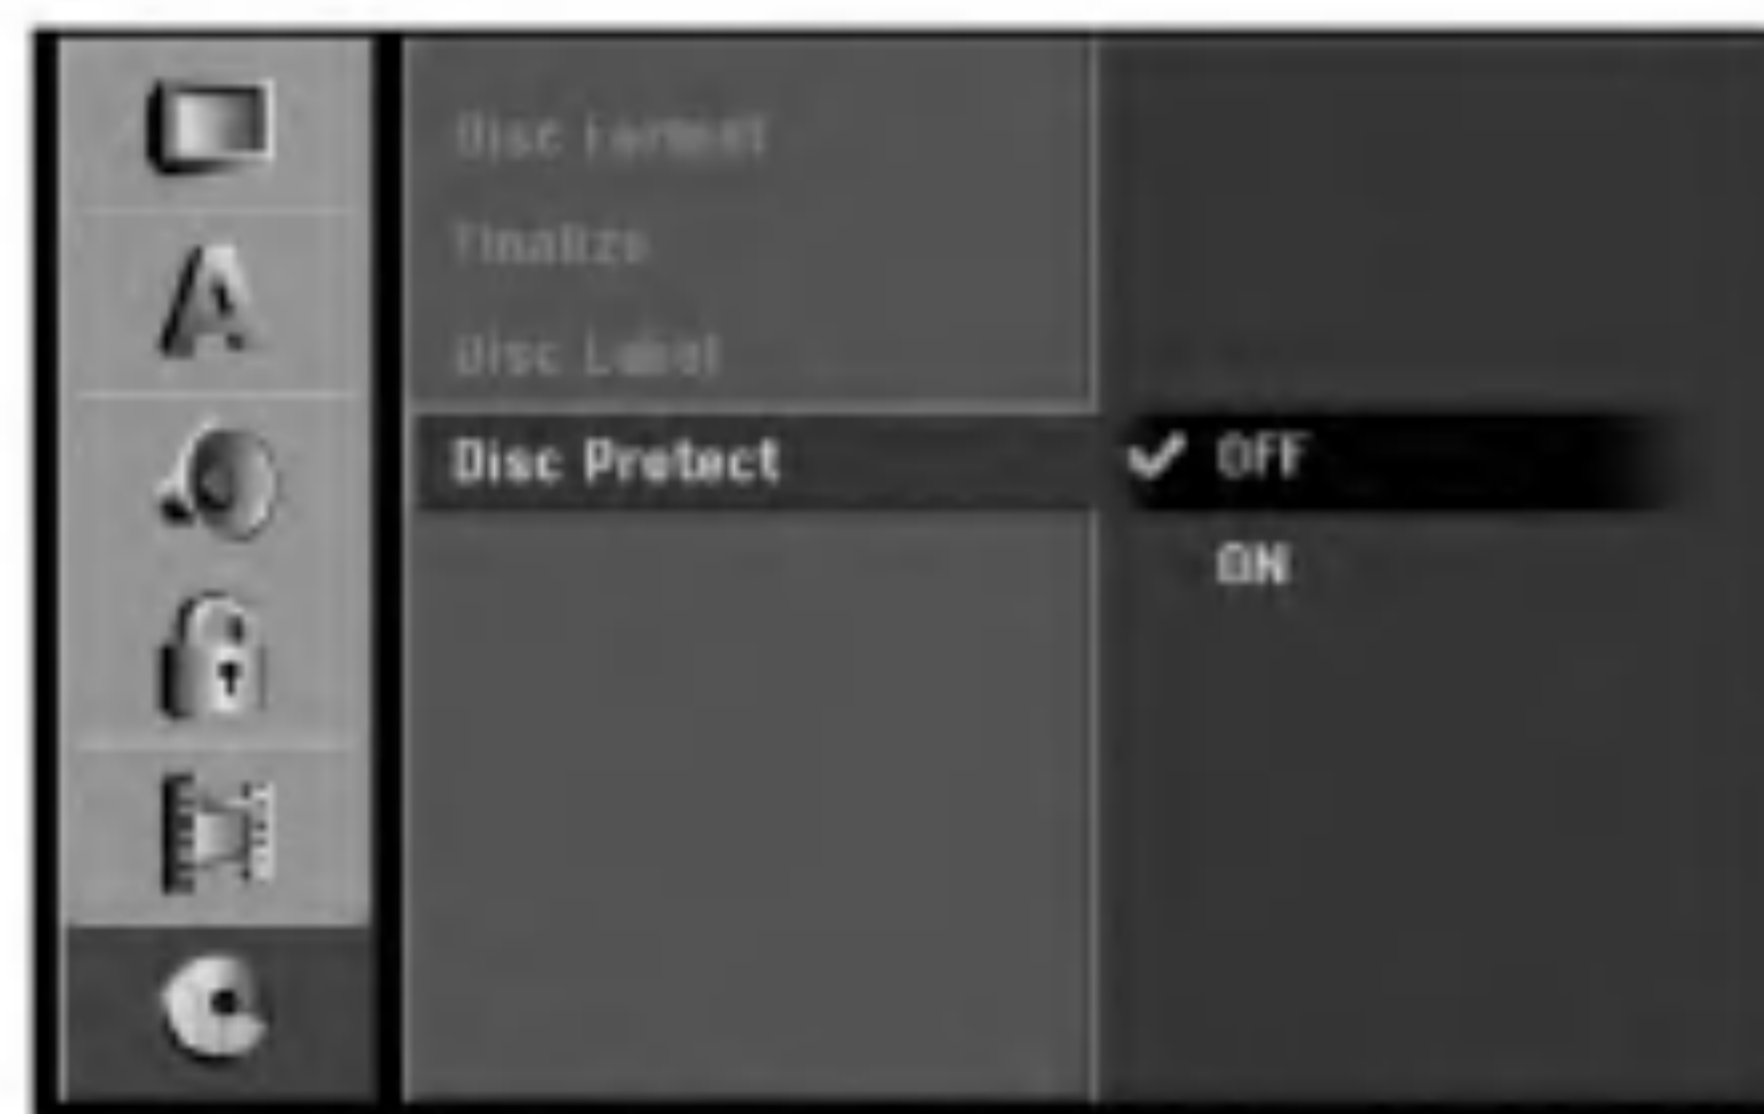 Disc Format
Finalize
Disc Label
Disc Protect
✔ OFF
ON